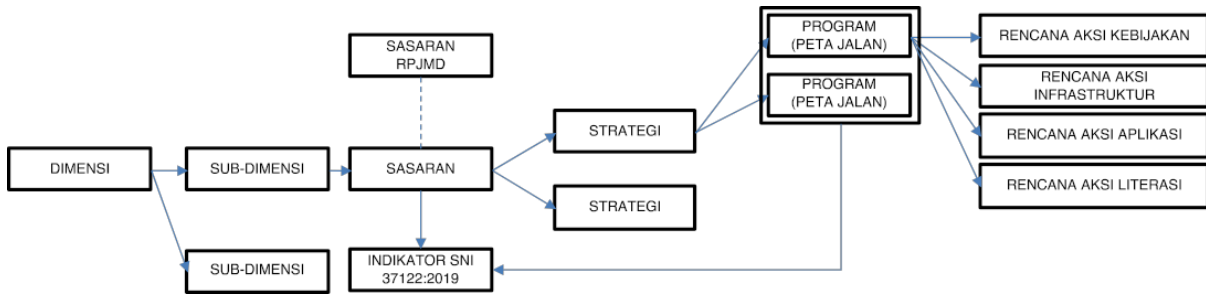 PROGRAM
(PETA JALAN)
RENCANA AKSI KEBIJAKAN
SASARAN
RPJMD
RENCANA AKSI
INFRASTRUKTUR
PROGRAM
(PETA JALAN)
STRATEGI
RENCANA AKSI APLIKASI
DIMENSI
SUB-DIMENSI
SASARAN
RENCANA AKSI LITERASI
STRATEGI
SUB-DIMENSI
INDIKATOR SNI
37122:2019